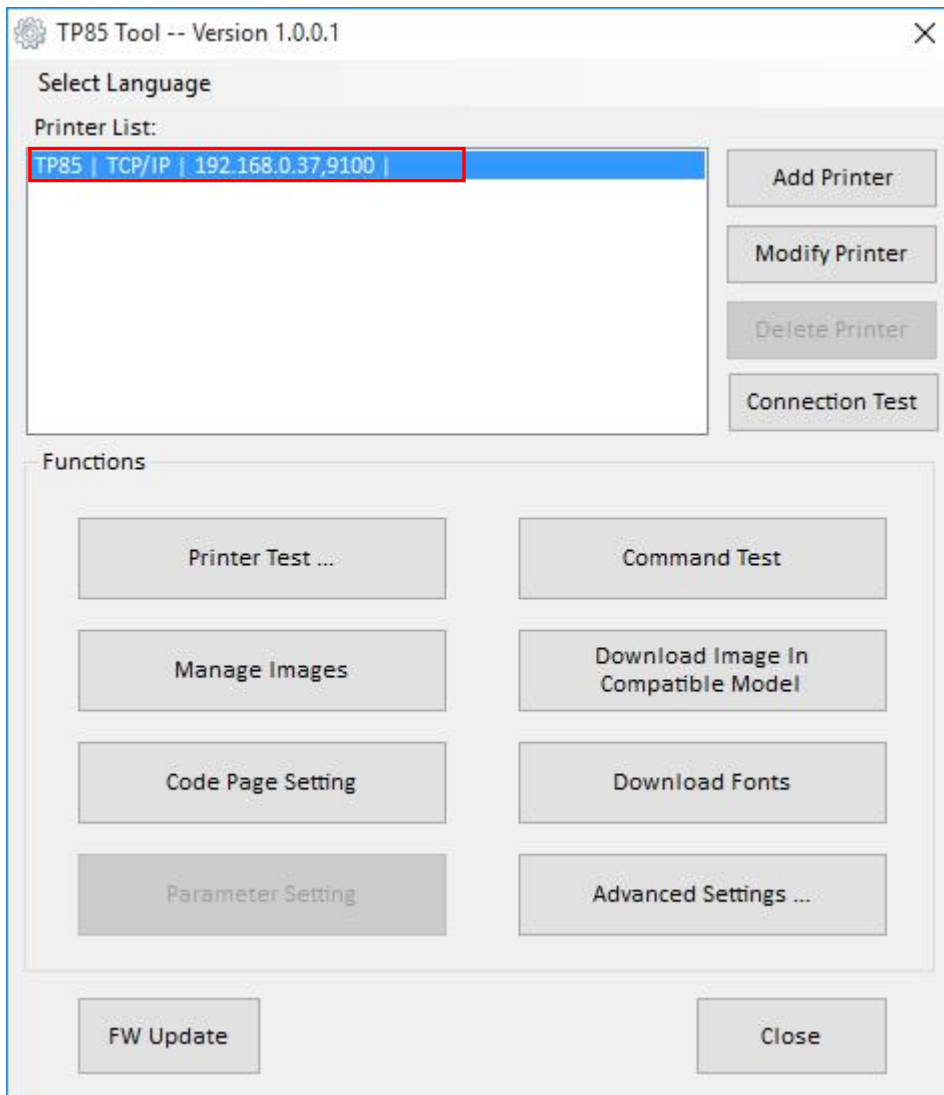 TP85 Tool -- Version 1.0.0.1
Select Language
Printer List:
TP85 | TCP/IP | 192.168.0.37,9100 |
Add Printer
Modify Printer
Delete Printer
Connection Test
Functions
Printer Test ...
Command Test
Manage Images
Download Image In
Compatible Model
Code Page Setting
Download Fonts
Parameter Setting
Advanced Settings ...
FW Update
Close